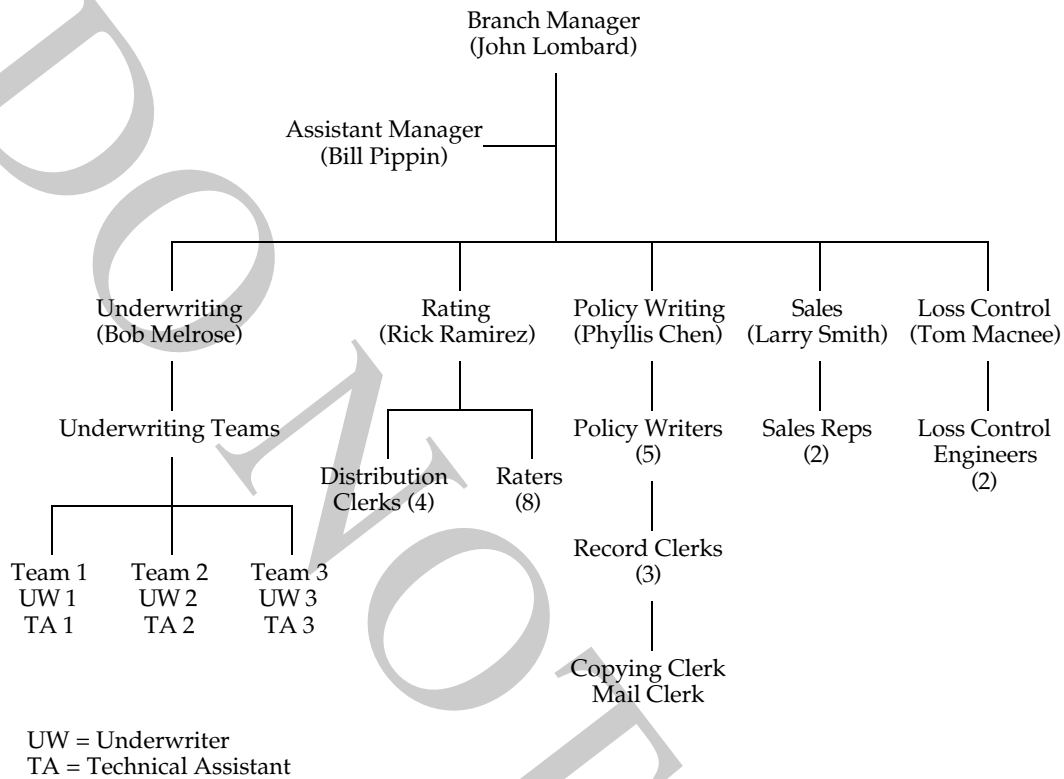 Branch Manager
(John Lombard)
Assistant Manager
(Bill Pippin)
Underwriting
(Bob Melrose)
Rating
(Rick Ramirez)
Policy Writing
(Phyllis Chen)
Sales
(Larry Smith)
Loss Control
(Tom Macnee)
Underwriting Teams
Distribution
Clerks (4)
Raters
(8)
Policy Writers
(5)
Sales Reps
(2)
Loss Control
Engineers
(2)
Record Clerks
(3)
Team 1
UW 1
TA 1
Team 2
UW 2
TA 2
Team 3
UW 3
TA 3
Copying Clerk
Mail Clerk
UW = Underwriter
TA = Technical Assistant
DO NOT